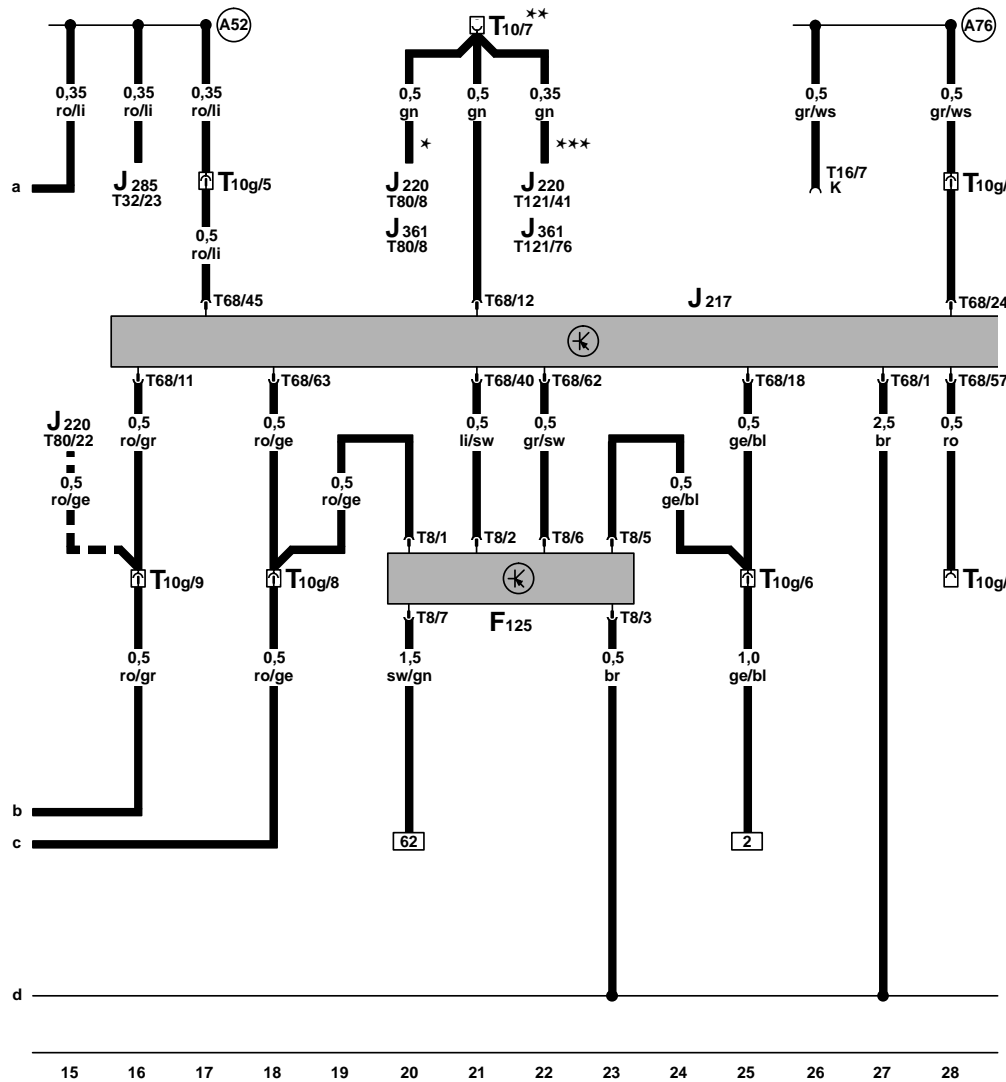 A52
T10/7 **
A76
0,35 ro/li
0,35 ro/li
0,35 ro/li
0,5 gn
0,5 gn
0,35 gn
0,5 gr/ws
0,5 gr/ws
*
***
a
J 285 T32/23
T10g/5
J 220 T80/8
J 361 T80/8
J 220 T121/41
J 361 T121/76
T16/7 K
T10g/
0,5 ro/li
T68/45
T68/12
J 217
T68/24
T68/11
T68/63
T68/40
T68/62
T68/18
T68/1
T68/57
J 220 T80/22
0,5 ro/gr
0,5 ro/ge
0,5 li/sw
0,5 gr/sw
0,5 ge/bl
2,5 br
0,5 ro
0,5 ro/ge
0,5 ro/ge
0,5 ge/bl
T8/1
T8/2
T8/6
T8/5
T10g/9
T10g/8
T10g/6
T10g/
T8/7
F125
T8/3
0,5 ro/gr
0,5 ro/ge
1,5 sw/gn
0,5 br
1,0 ge/bl
b
c
62
2
d
15 16 17 18 19 20 21 22 23 24 25 26 27 28